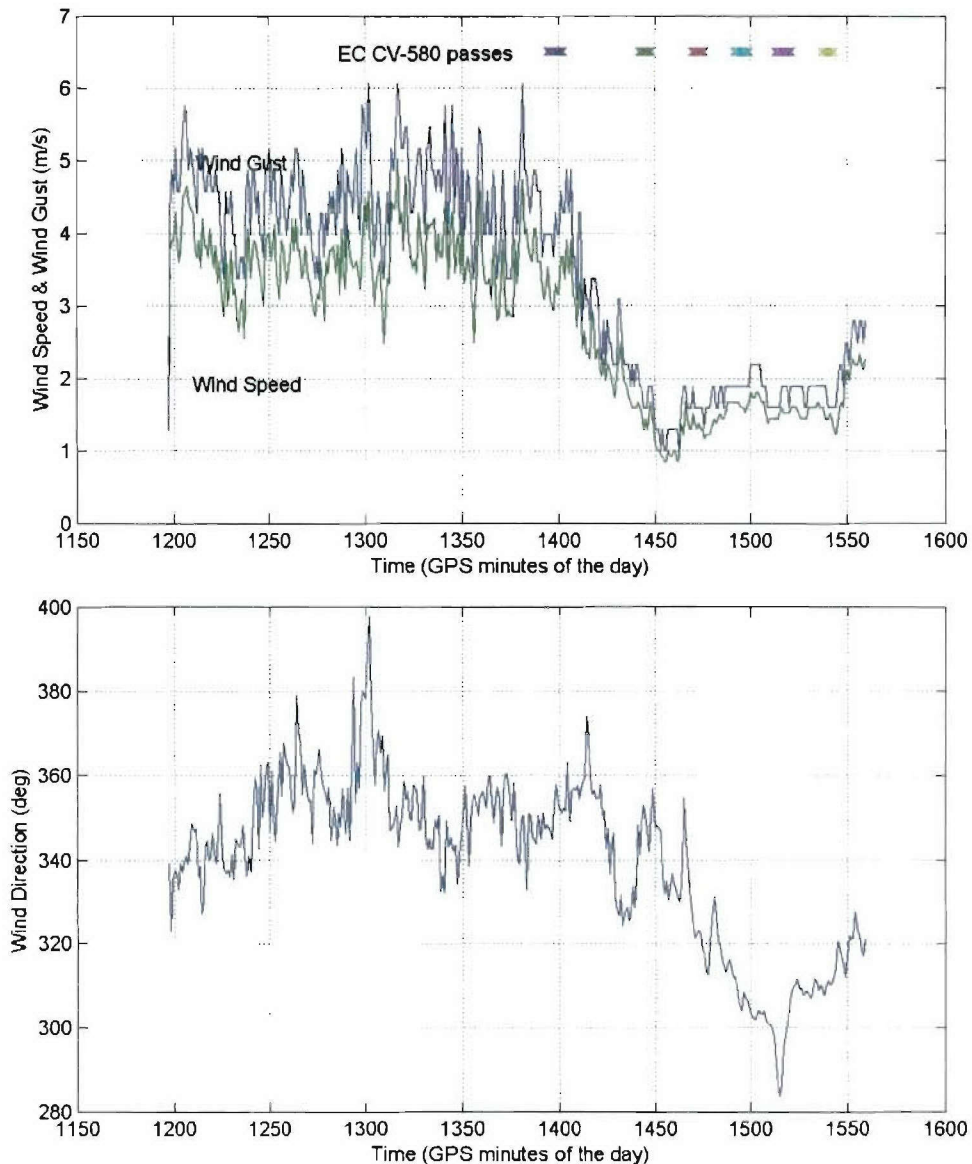 7
6
5
4
3
2
1
0
Wind Speed & Wind Gust (m/s)
EC CV-580 passes
Wind Gust
Wind Speed
1150 1200 1250 1300 1350 1400 1450 1500 1550 1600
Time (GPS minutes of the day)
400
380
360
340
320
300
280
Wind Direction (deg)
1150 1200 1250 1300 1350 1400 1450 1500 1550 1600
Time (GPS minutes of the day)